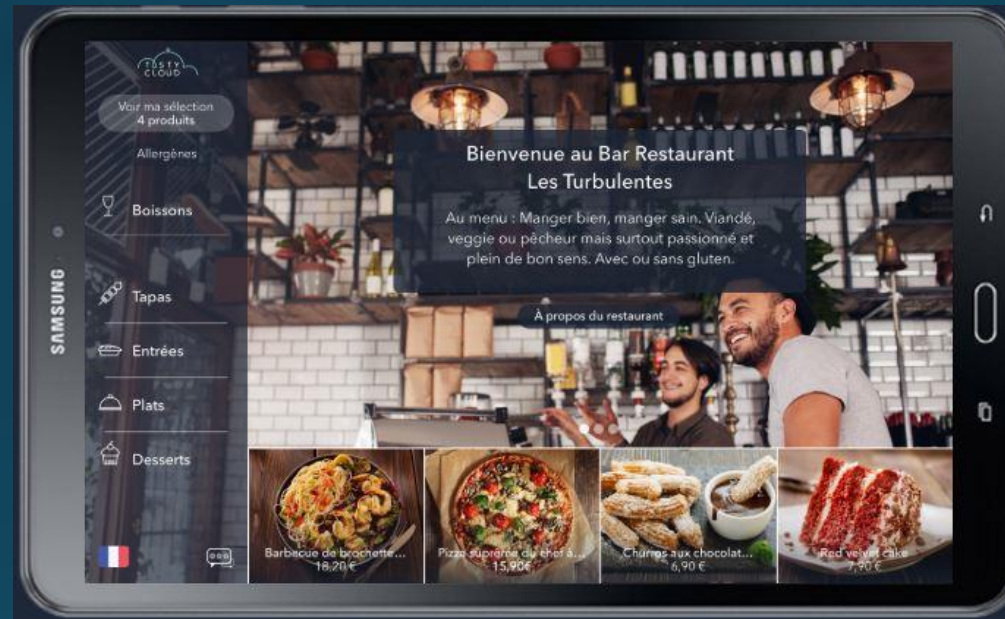 SAMSUNG
TASTY
CLOUD
Voir ma sélection
4 produits
Allergènes
Boissons
Tapas
Entrées
Plats
Desserts
Bienvenue au Bar Restaurant
Les Turbulentes
Au menu : Manger bien, manger sain. Viandé,
veggie ou pêcheur mais surtout passionné et
plein de bon sens. Avec ou sans gluten.
À propos du restaurant
Barbecue de brochette...
18,20 €
Pizza suprême du chef à...
15,90€
Churros aux chocolat...
6,90 €
Red velvet cake
7,90 €